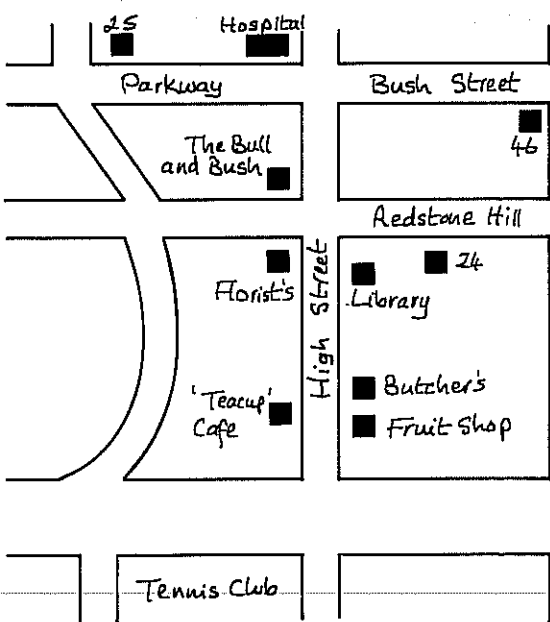 25
Hospital
Parkway
Bush Street
The Bull
and Bush
46
Redstone Hill
Florist's
High Street
24
Library
'Teacup'
Cafe
Butcher's
Fruit Shop
Tennis Club